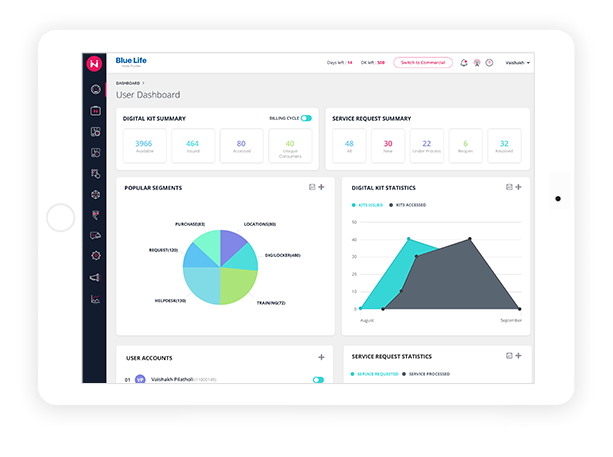 Blue Life
Days left : 14
DK left : 500
Switch to Commercial
Vaishakh
DASHBOARD >
User Dashboard
DIGITAL KIT SUMMARY
BILLING CYCLE
3966
Available
464
Issued
80
Accessed
40
Unique
Consumers
SERVICE REQUEST SUMMARY
48
All
30
New
22
Under Process
6
Reopen
32
Resolved
POPULAR SEGMENTS
PURCHASE(83)
LOCATIONS(80)
REQUEST(120)
DIGILOCKER(480)
HELPDESK(130)
TRAINING(72)
DIGITAL KIT STATISTICS
KITS ISSUED
KITS ACCESSED
50
40
30
20
10
0
August
September
USER ACCOUNTS
01
VP
Vaishakh Pilatholi
SERVICE REQUEST STATISTICS
SERVICE REQUESTED
SERVICE PROCESSED